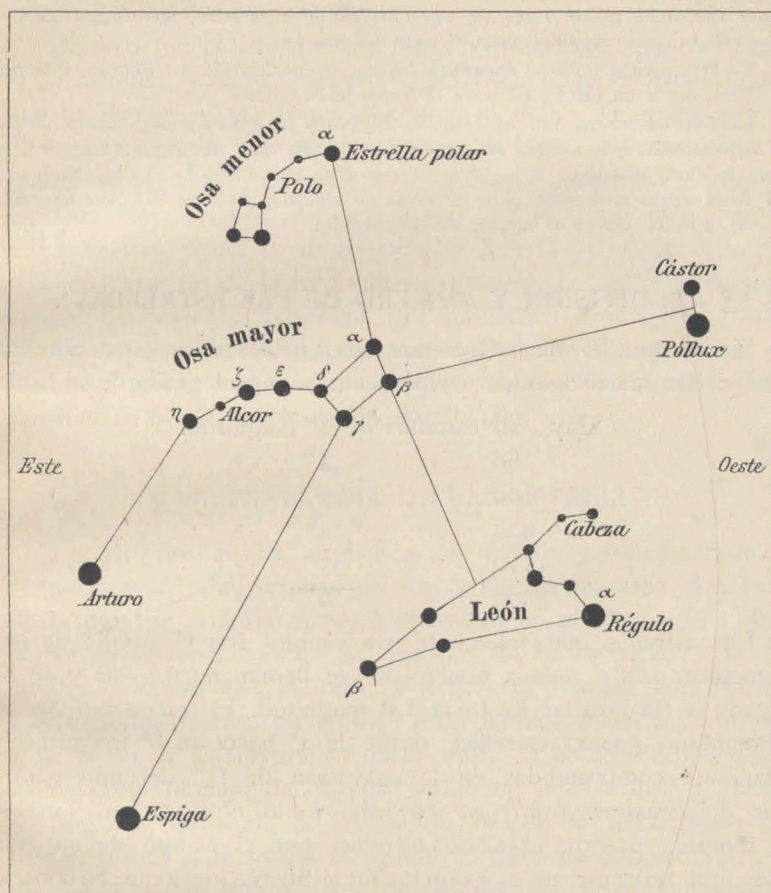 α
Osa menor
Estrella polar
Polo
Cástor
Osa mayor
α
Póllux
ζ ε δ
β
η Alcor γ
Este
Oeste
Cabeza
Arturo
α
León
Régulo
β
Espiga